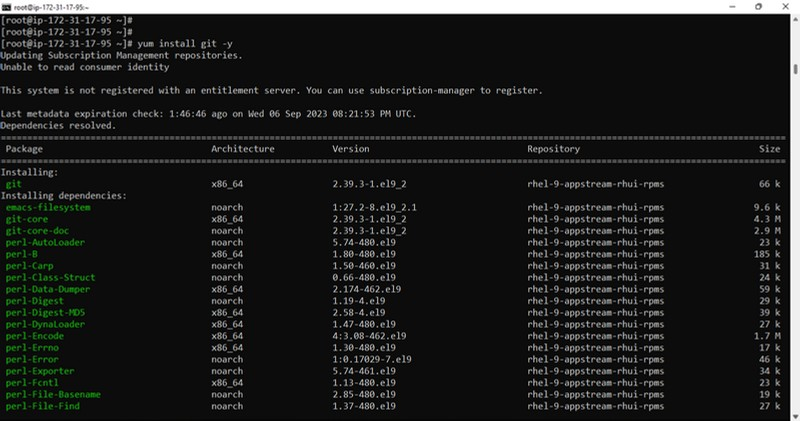 root@ip-172-31-17-95:~
[root@ip-172-31-17-95 ~]#
[root@ip-172-31-17-95 ~]#
[root@ip-172-31-17-95 ~]# yum install git -y
Updating Subscription Management repositories.
Unable to read consumer identity
This system is not registered with an entitlement server. You can use subscription-manager to register.
Last metadata expiration check: 1:46:46 ago on Wed 06 Sep 2023 08:21:53 PM UTC.
Dependencies resolved.
Package Architecture Version Repository Size
Installing:
git x86_64 2.39.3-1.el9_2 rhel-9-appstream-rhui-rpms 66 k
Installing dependencies:
emacs-filesystem noarch 1:27.2-8.el9_2.1 rhel-9-appstream-rhui-rpms 9.6 k
git-core x86_64 2.39.3-1.el9_2 rhel-9-appstream-rhui-rpms 4.3 M
git-core-doc noarch 2.39.3-1.el9_2 rhel-9-appstream-rhui-rpms 2.9 M
perl-AutoLoader noarch 5.74-480.el9 rhel-9-appstream-rhui-rpms 23 k
perl-B x86_64 1.80-480.el9 rhel-9-appstream-rhui-rpms 185 k
perl-Carp noarch 1.50-460.el9 rhel-9-appstream-rhui-rpms 31 k
perl-Class-Struct noarch 0.66-480.el9 rhel-9-appstream-rhui-rpms 24 k
perl-Data-Dumper x86_64 2.174-462.el9 rhel-9-appstream-rhui-rpms 59 k
perl-Digest noarch 1.19-4.el9 rhel-9-appstream-rhui-rpms 29 k
perl-Digest-MD5 x86_64 2.58-4.el9 rhel-9-appstream-rhui-rpms 39 k
perl-DynaLoader x86_64 1.47-480.el9 rhel-9-appstream-rhui-rpms 27 k
perl-Encode x86_64 4:3.08-462.el9 rhel-9-appstream-rhui-rpms 1.7 M
perl-Errno x86_64 1.30-480.el9 rhel-9-appstream-rhui-rpms 17 k
perl-Error noarch 1:0.17029-7.el9 rhel-9-appstream-rhui-rpms 46 k
perl-Exporter noarch 5.74-461.el9 rhel-9-appstream-rhui-rpms 34 k
perl-Fcntl x86_64 1.13-480.el9 rhel-9-appstream-rhui-rpms 23 k
perl-File-Basename noarch 2.85-480.el9 rhel-9-appstream-rhui-rpms 19 k
perl-File-Find noarch 1.37-480.el9 rhel-9-appstream-rhui-rpms 27 k